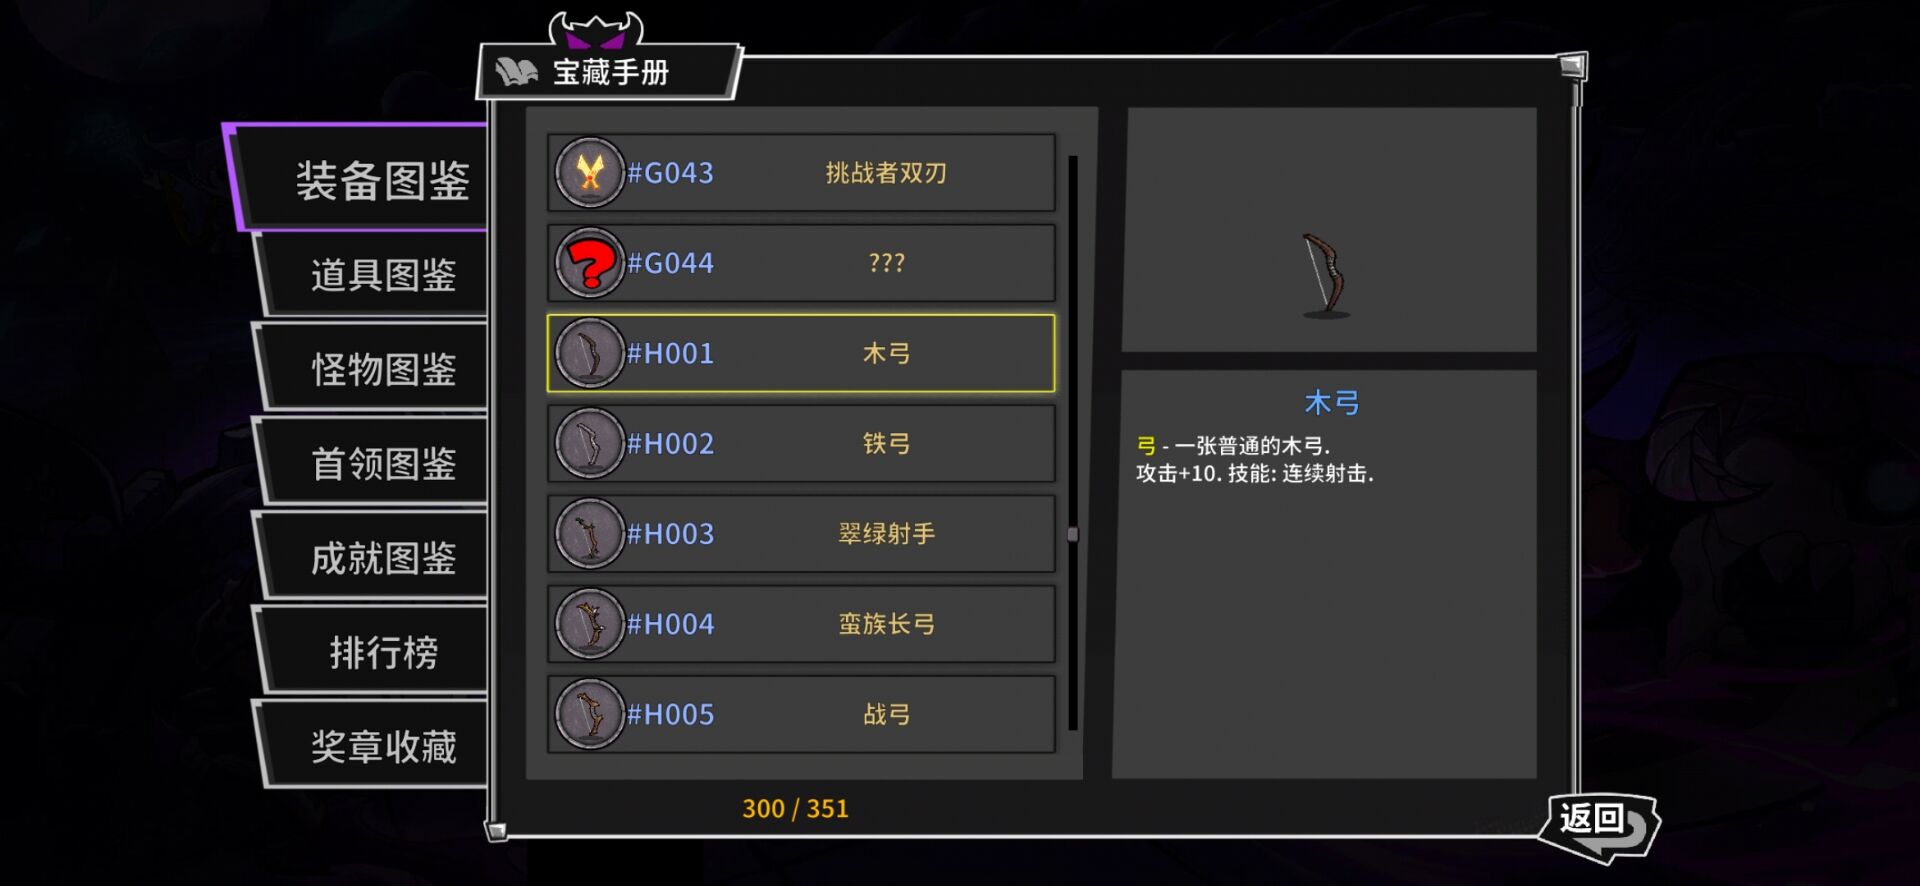 宝藏手册
装备图鉴
道具图鉴
怪物图鉴
首领图鉴
成就图鉴
排行榜
奖章收藏
#G043 挑战者双刃
#G044 ???
#H001 木弓
#H002 铁弓
#H003 翠绿射手
#H004 蛮族长弓
#H005 战弓
300 / 351
木弓
弓 - 一张普通的木弓.
攻击+10. 技能: 连续射击.
返回